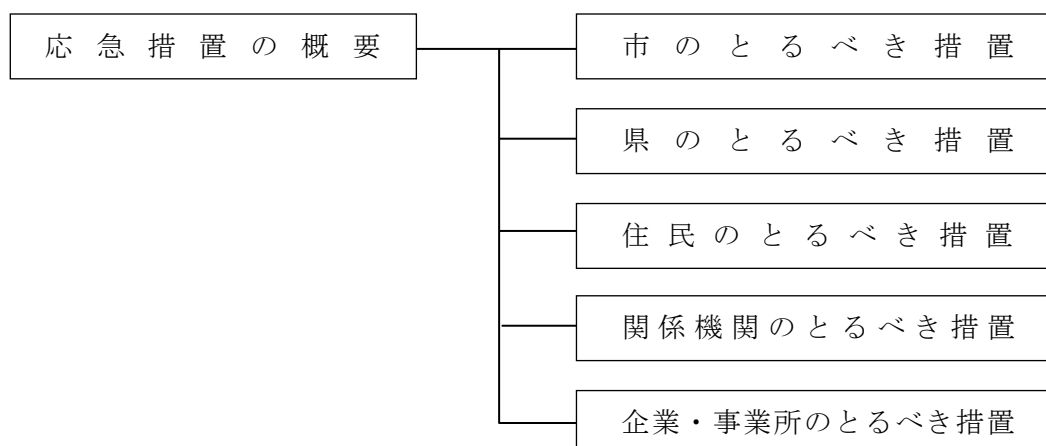 応急措置の概要
市のとるべき措置
県のとるべき措置
住民のとるべき措置
関係機関のとるべき措置
企業・事業所のとるべき措置